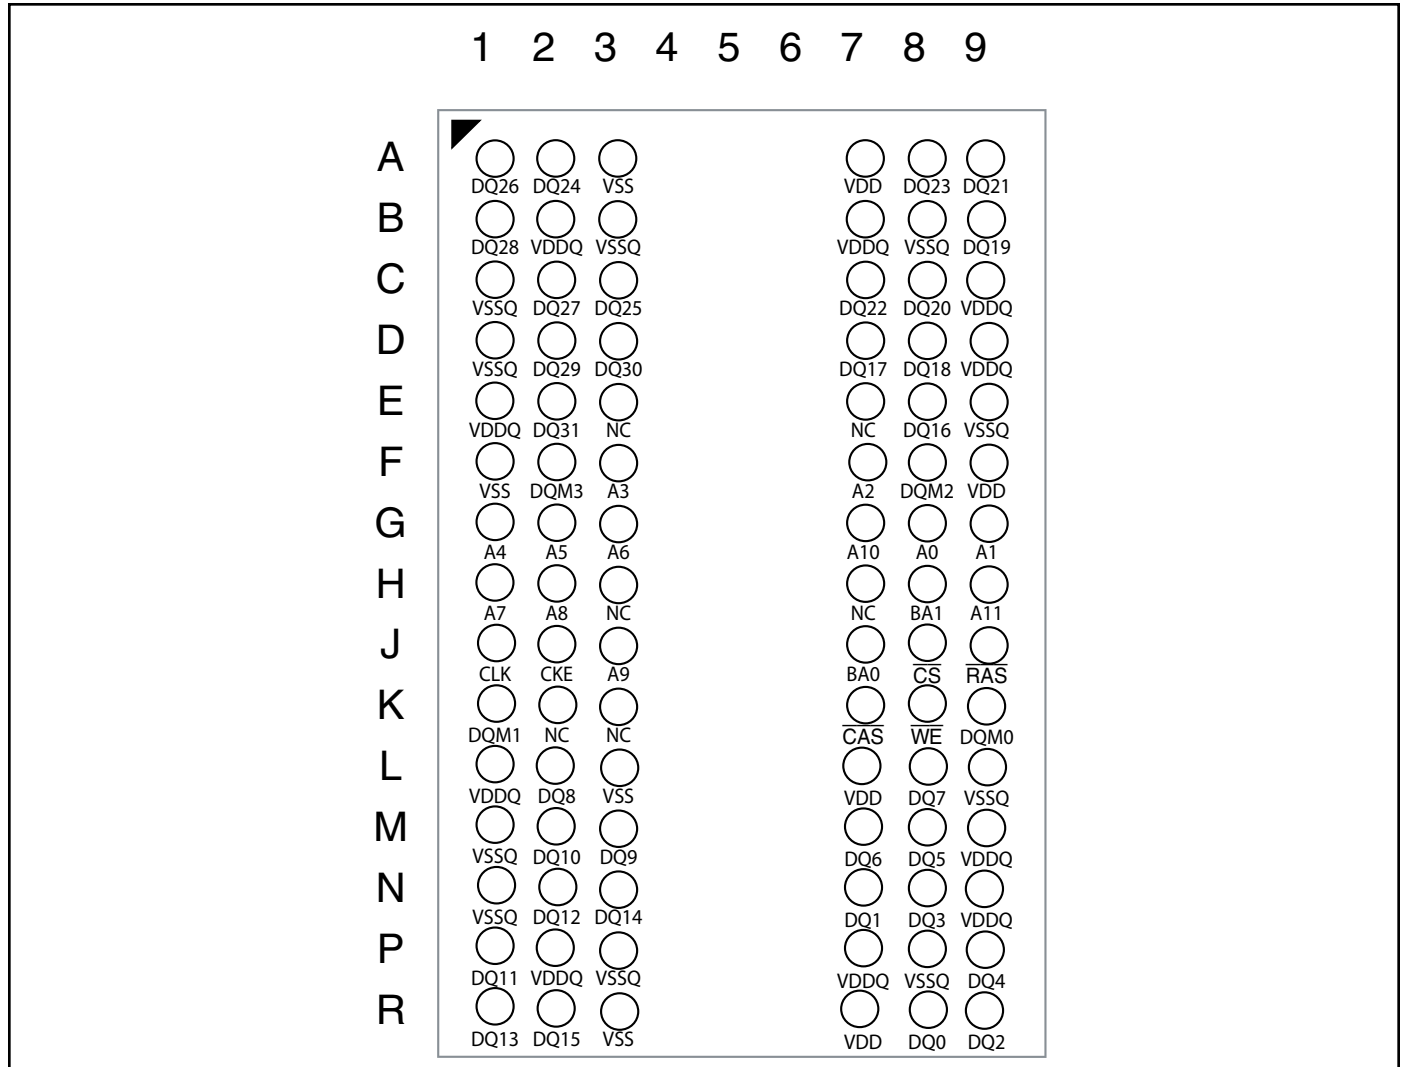 1 2 3 4 5 6 7 8 9
A
DQ26 DQ24 VSS VDD DQ23 DQ21
B
DQ28 VDDQ VSSQ VDDQ VSSQ DQ19
C
VSSQ DQ27 DQ25 DQ22 DQ20 VDDQ
D
VSSQ DQ29 DQ30 DQ17 DQ18 VDDQ
E
VDDQ DQ31 NC NC DQ16 VSSQ
F
VSS DQM3 A3 A2 DQM2 VDD
G
A4 A5 A6 A10 A0 A1
H
A7 A8 NC NC BA1 A11
J
CLK CKE A9 BA0 C̅S̅ R̅A̅S̅
K
DQM1 NC NC C̅A̅S̅ W̅E̅ DQM0
L
VDDQ DQ8 VSS VDD DQ7 VSSQ
M
VSSQ DQ10 DQ9 DQ6 DQ5 VDDQ
N
VSSQ DQ12 DQ14 DQ1 DQ3 VDDQ
P
DQ11 VDDQ VSSQ VDDQ VSSQ DQ4
R
DQ13 DQ15 VSS VDD DQ0 DQ2